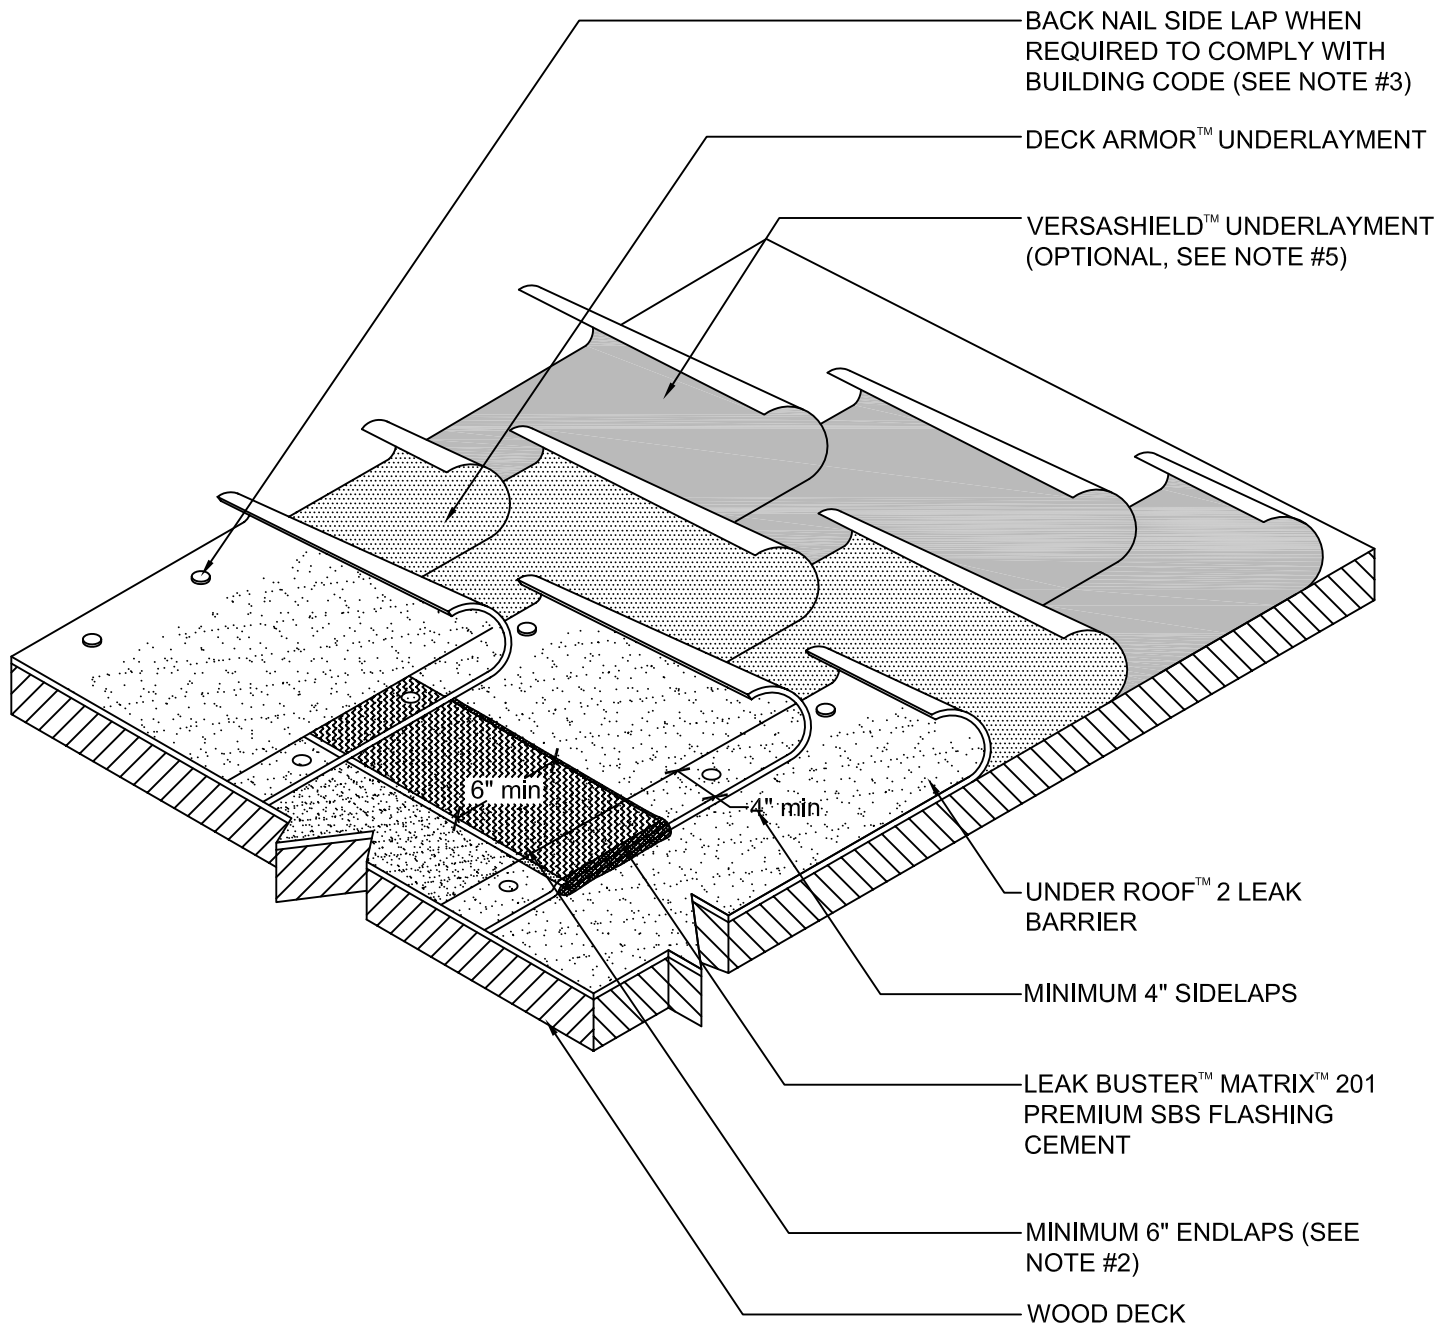 BACK NAIL SIDE LAP WHEN
REQUIRED TO COMPLY WITH
BUILDING CODE (SEE NOTE #3)
DECK ARMOR™ UNDERLAYMENT
VERSASHIELD™ UNDERLAYMENT
(OPTIONAL, SEE NOTE #5)
6" min
4" min
UNDER ROOF™ 2 LEAK
BARRIER
MINIMUM 4" SIDELAPS
LEAK BUSTER™ MATRIX™ 201
PREMIUM SBS FLASHING
CEMENT
MINIMUM 6" ENDLAPS (SEE
NOTE #2)
WOOD DECK